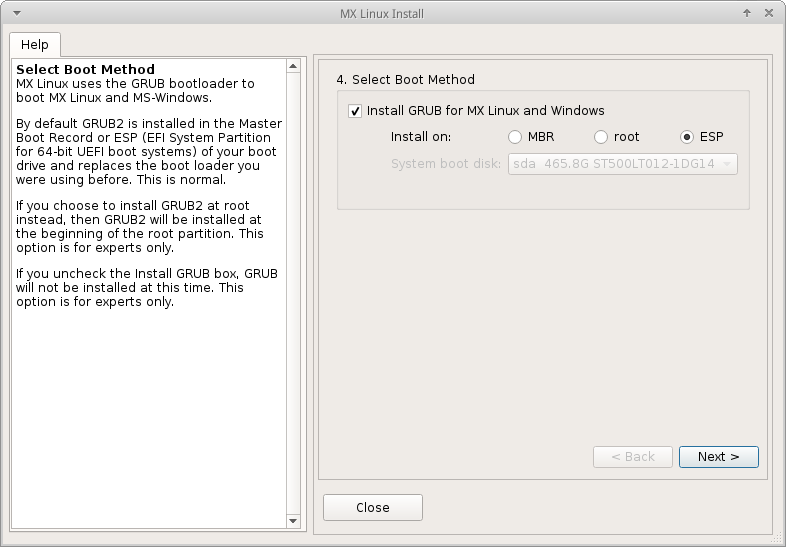 MX Linux Install
Help
Select Boot Method
MX Linux uses the GRUB bootloader to
boot MX Linux and MS-Windows.
By default GRUB2 is installed in the Master
Boot Record or ESP (EFI System Partition
for 64-bit UEFI boot systems) of your boot
drive and replaces the boot loader you
were using before. This is normal.
If you choose to install GRUB2 at root
instead, then GRUB2 will be installed at
the beginning of the root partition. This
option is for experts only.
If you uncheck the Install GRUB box, GRUB
will not be installed at this time. This
option is for experts only.
4. Select Boot Method
Install GRUB for MX Linux and Windows
Install on: MBR root ESP
System boot disk: sda 465.8G ST500LT012-1DG14
< Back Next >
Close